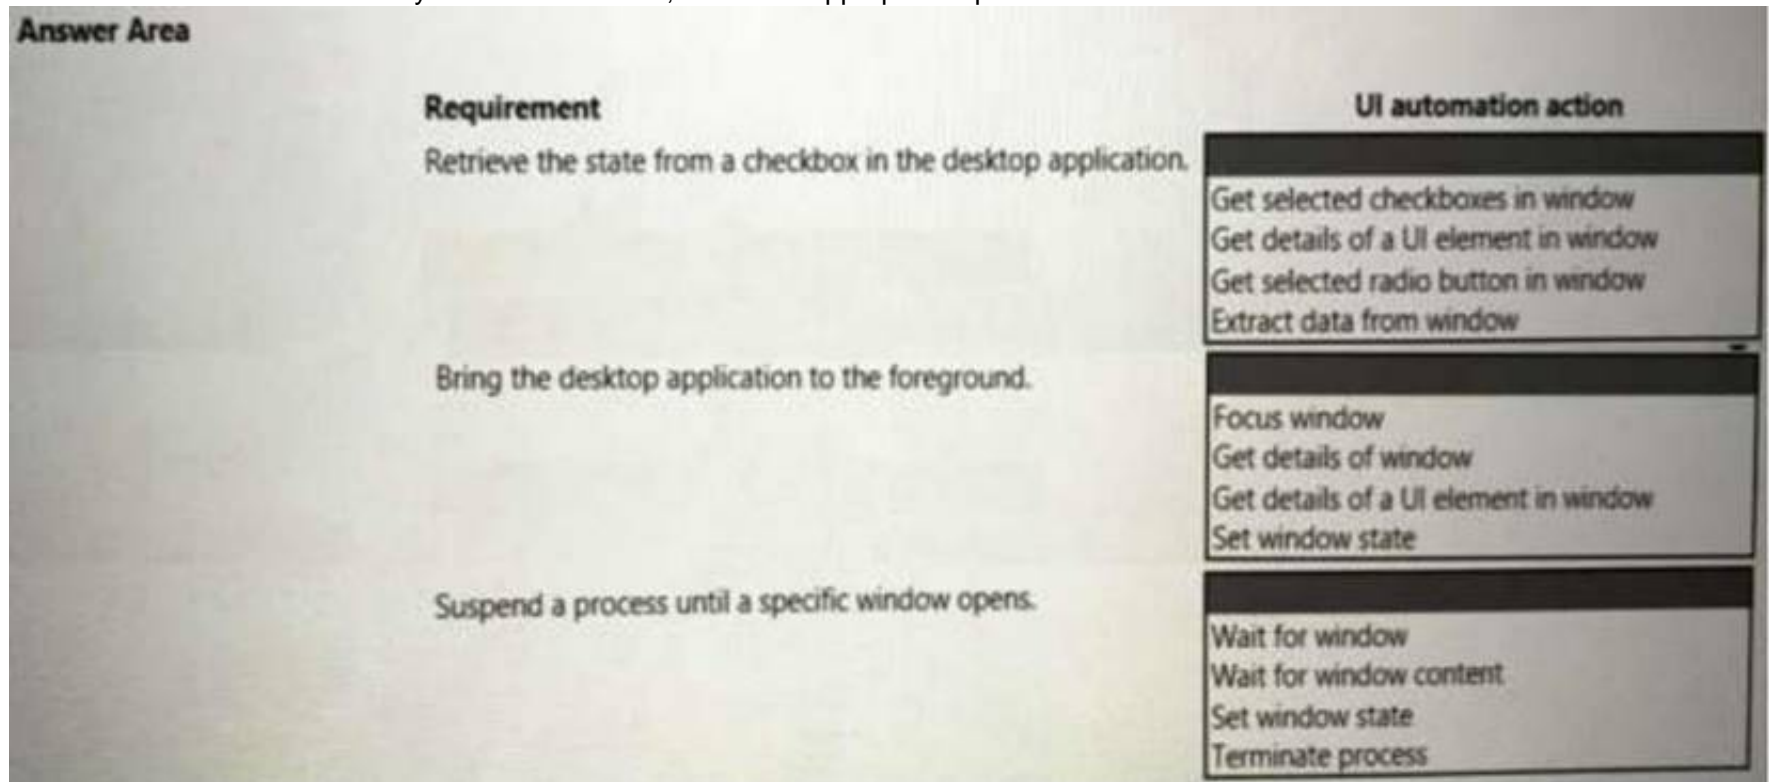 Answer Area
Requirement UI automation action
Retrieve the state from a checkbox in the desktop application.
Get selected checkboxes in window
Get details of a UI element in window
Get selected radio button in window
Extract data from window
Bring the desktop application to the foreground.
Focus window
Get details of window
Get details of a UI element in window
Set window state
Suspend a process until a specific window opens.
Wait for window
Wait for window content
Set window state
Terminate process